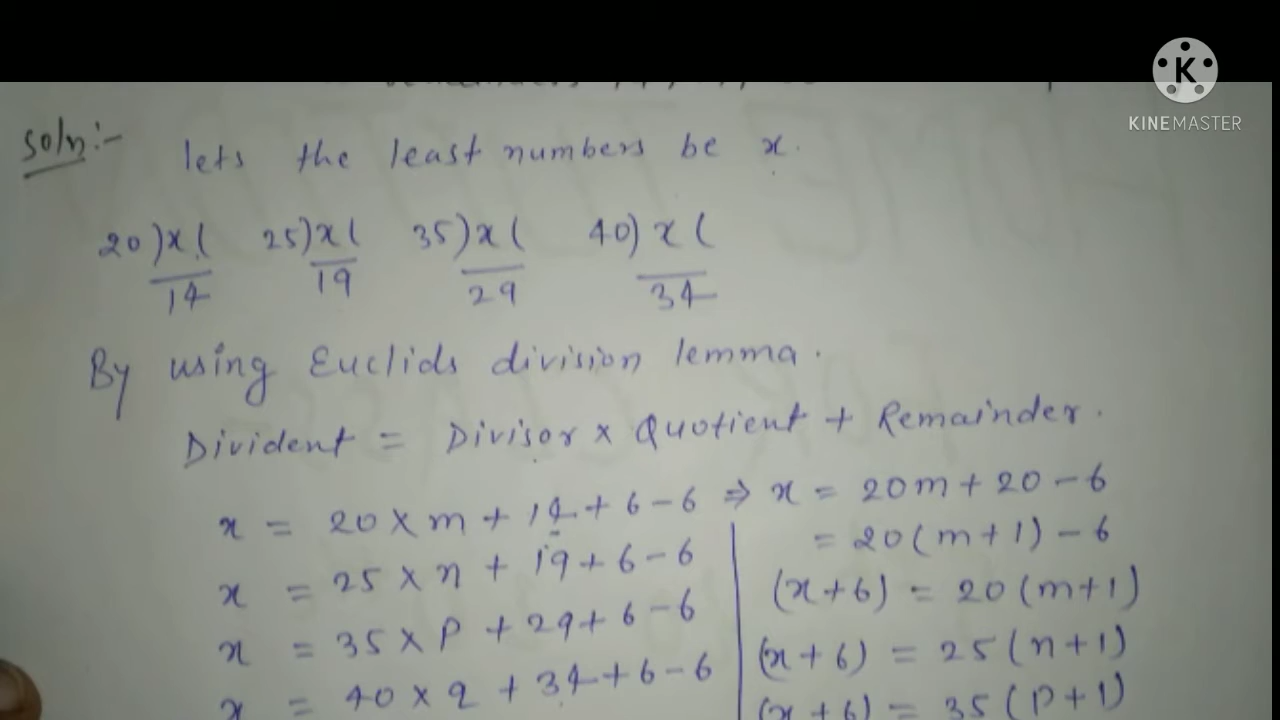 K
KINEMASTER
Soln:-
lets the least numbers be x.
20)x( 25)x( 35)x( 40)x(
14 19 29 34
By using Euclids division lemma.
Divident = Divisor × Quotient + Remainder.
x = 20 × m + 14 + 6 - 6 ⇒ x = 20m + 20 - 6
= 20(m+1) - 6
x = 25 × n + 19 + 6 - 6
(x+6) = 20(m+1)
x = 35 × p + 29 + 6 - 6
(x+6) = 25(n+1)
x = 40 × q + 34 + 6 - 6
(x+6) = 35(p+1)